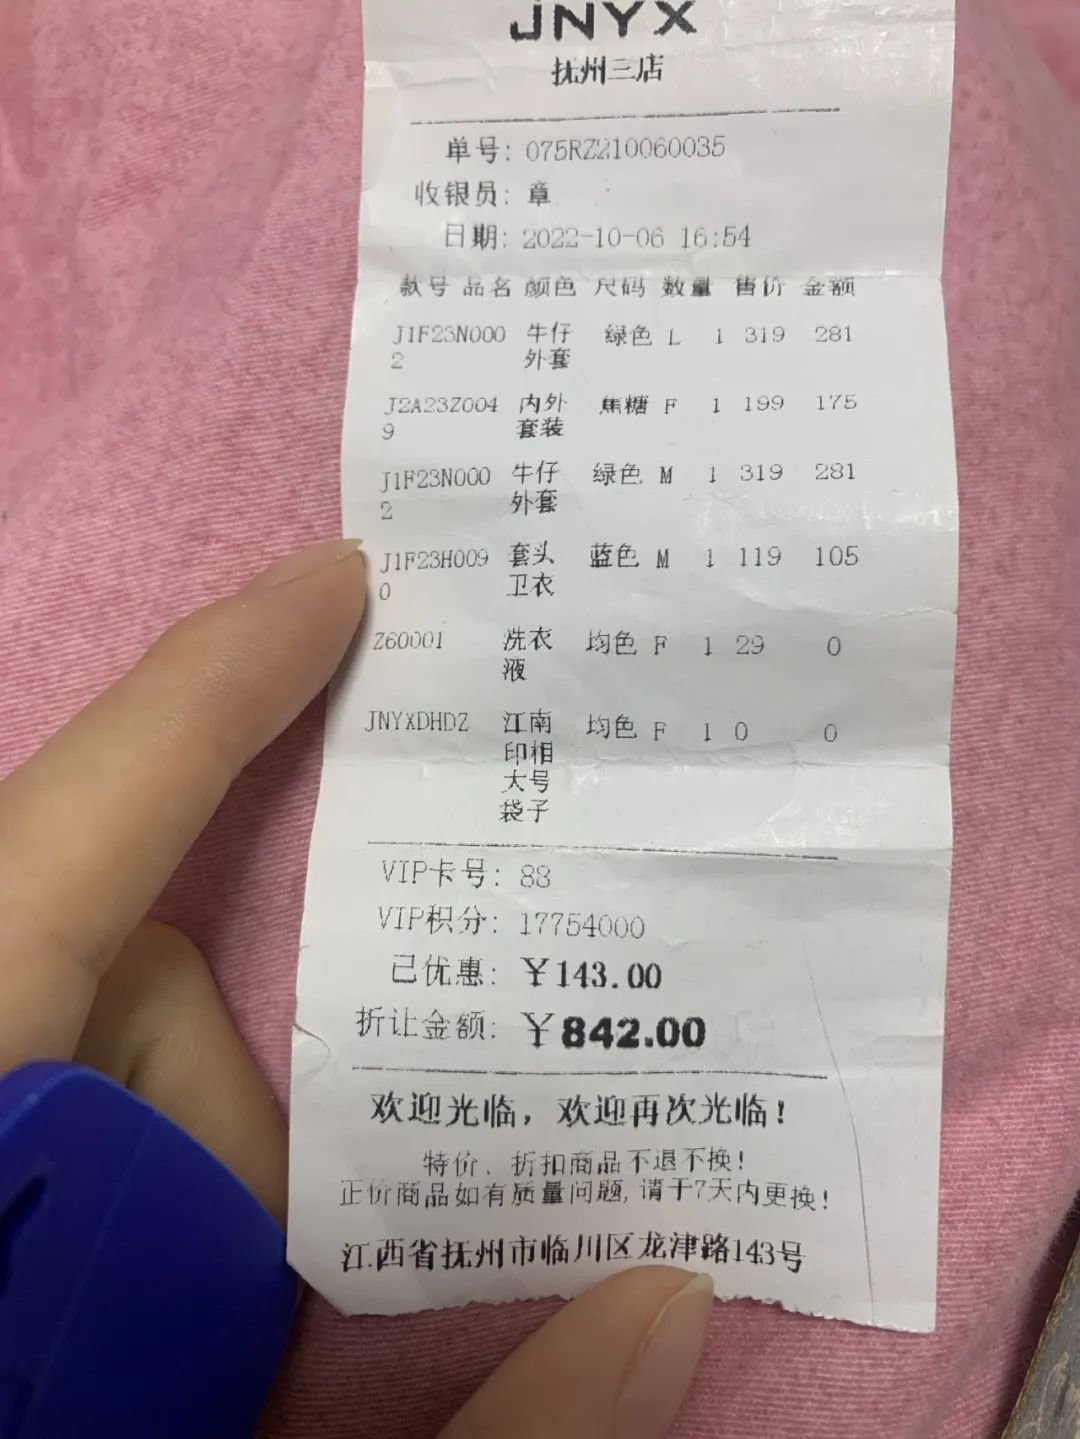 JNYX
抚州三店
单号: 075RZ210060035
收银员: 章
日期: 2022-10-06 16:54
款号 品名 颜色 尺码 数量 售价 金额
J1F23N000 牛仔 绿色 L 1 319 281
2 外套
J2A23Z004 内外 焦糖 F 1 199 175
9 套装
J1F23N000 牛仔 绿色 M 1 319 281
2 外套
J1F23H009 套头 蓝色 M 1 119 105
0 卫衣
Z60001 洗衣 均色 F 1 29 0
液
JNYXDHDZ 江南 均色 F 1 0 0
印相
大号
袋子
VIP卡号: 88
VIP积分: 17754000
已优惠: ￥143.00
折让金额: ￥842.00
欢迎光临，欢迎再次光临!
特价、折扣商品不退不换!
正价商品如有质量问题,请于7天内更换!
江西省抚州市临川区龙津路143号